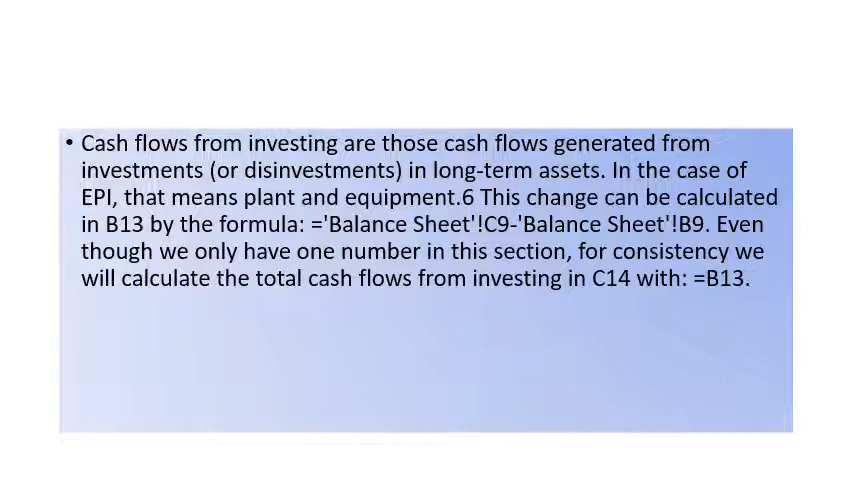 • Cash flows from investing are those cash flows generated from
investments (or disinvestments) in long-term assets. In the case of
EPI, that means plant and equipment.6 This change can be calculated
in B13 by the formula: ='Balance Sheet'!C9-'Balance Sheet'!B9. Even
though we only have one number in this section, for consistency we
will calculate the total cash flows from investing in C14 with: =B13.